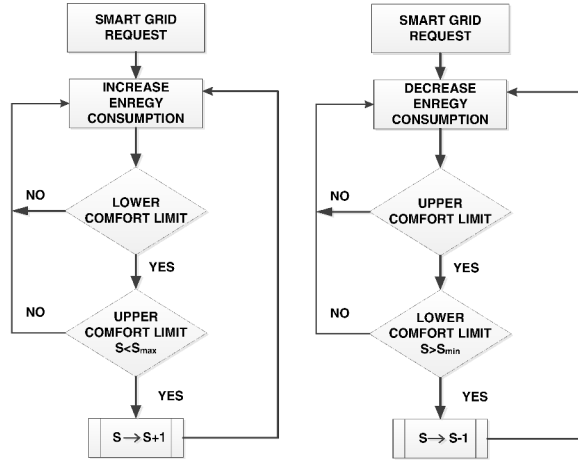 SMART GRID
REQUEST
INCREASE
ENREGY
CONSUMPTION
NO
LOWER
COMFORT LIMIT
YES
NO
UPPER
COMFORT LIMIT
S<Smax
YES
S → S+1
SMART GRID
REQUEST
DECREASE
ENREGY
CONSUMPTION
NO
UPPER
COMFORT LIMIT
YES
NO
LOWER
COMFORT LIMIT
S>Smin
YES
S → S-1